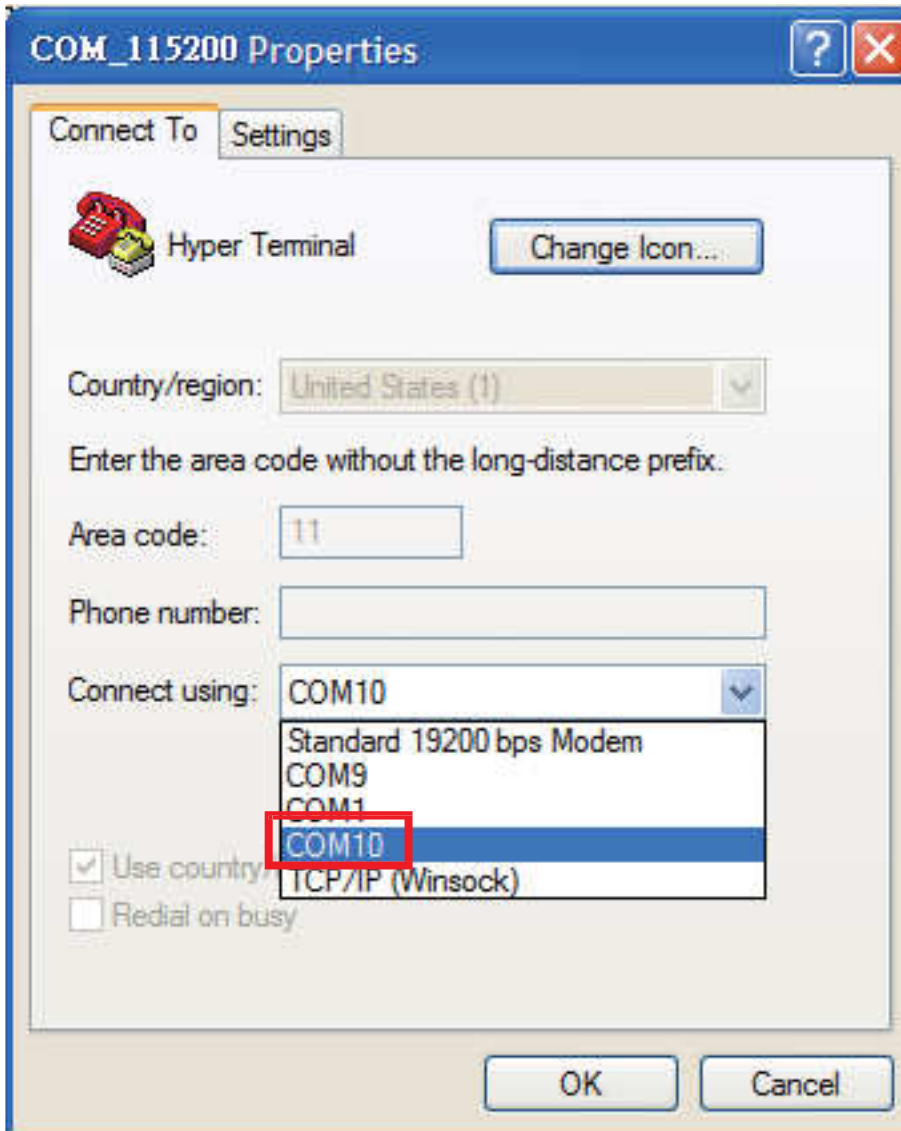 COM_115200 Properties
Connect To
Settings
Hyper Terminal
Change Icon...
Country/region: United States (1)
Enter the area code without the long-distance prefix.
Area code: 11
Phone number:
Connect using: COM10
Standard 19200 bps Modem
COM9
COM1
COM10
Use country/
TCP/IP (Winsock)
Redial on busy
OK
Cancel